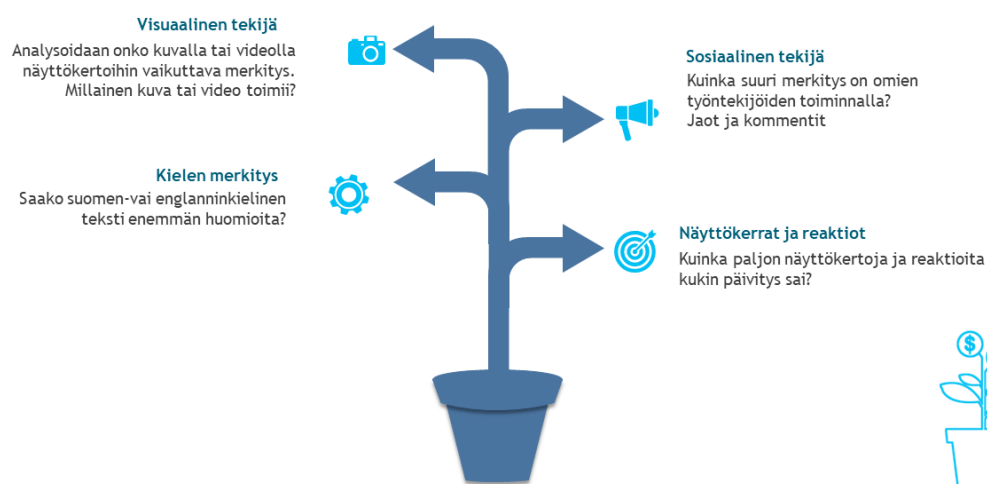 Visuaalinen tekijä
Analysoidaan onko kuvalla tai videolla
näyttökertoihin vaikuttava merkitys.
Millainen kuva tai video toimii?
Sosiaalinen tekijä
Kuinka suuri merkitys on omien
työntekijöiden toiminnalla?
Jaot ja kommentit
Kielen merkitys
Saako suomen-vai englanninkielinen
teksti enemmän huomioita?
Näyttökerrat ja reaktiot
Kuinka paljon näyttökertoja ja reaktioita
kukin päivitys sai?
$